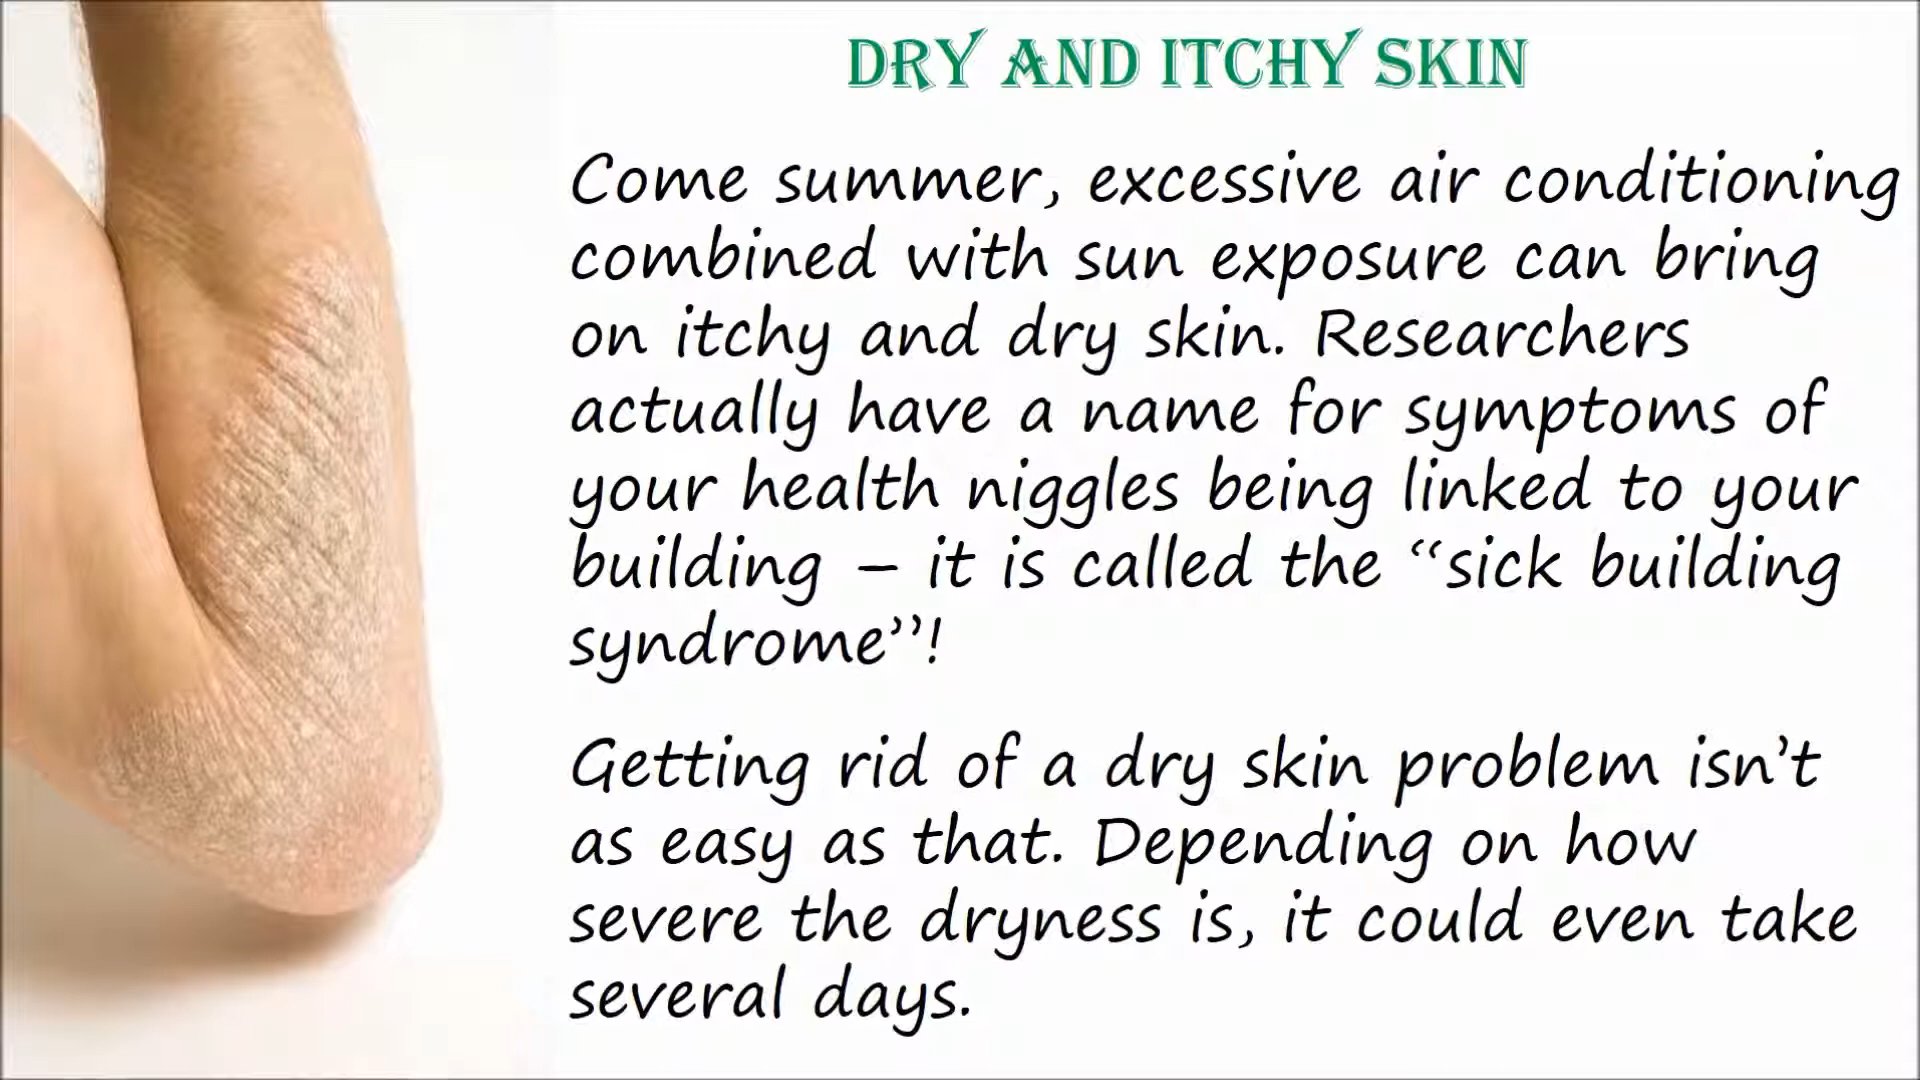 DRY AND ITCHY SKIN
Come summer, excessive air conditioning
combined with sun exposure can bring
on itchy and dry skin. Researchers
actually have a name for symptoms of
your health niggles being linked to your
building – it is called the “sick building
syndrome”!
Getting rid of a dry skin problem isn’t
as easy as that. Depending on how
severe the dryness is, it could even take
several days.